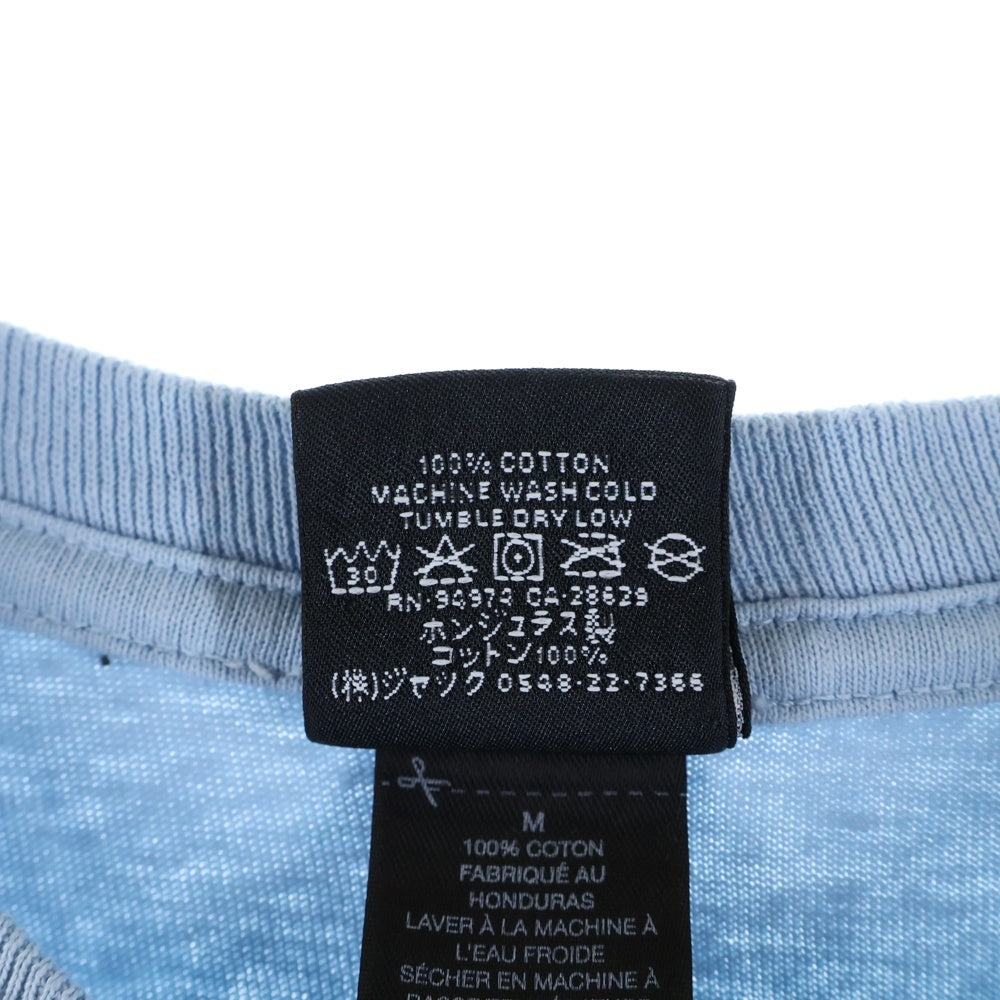 100% COTTON
MACHINE WASH COLD
TUMBLE DRY LOW
30
RN-94974 CA-28629
ホンジュラス製
コットン100%
(株)ジャック 0548-22-7366
M
100% COTON
FABRIQUÉ AU
HONDURAS
LAVER À LA MACHINE À
L'EAU FROIDE
SÉCHER EN MACHINE À